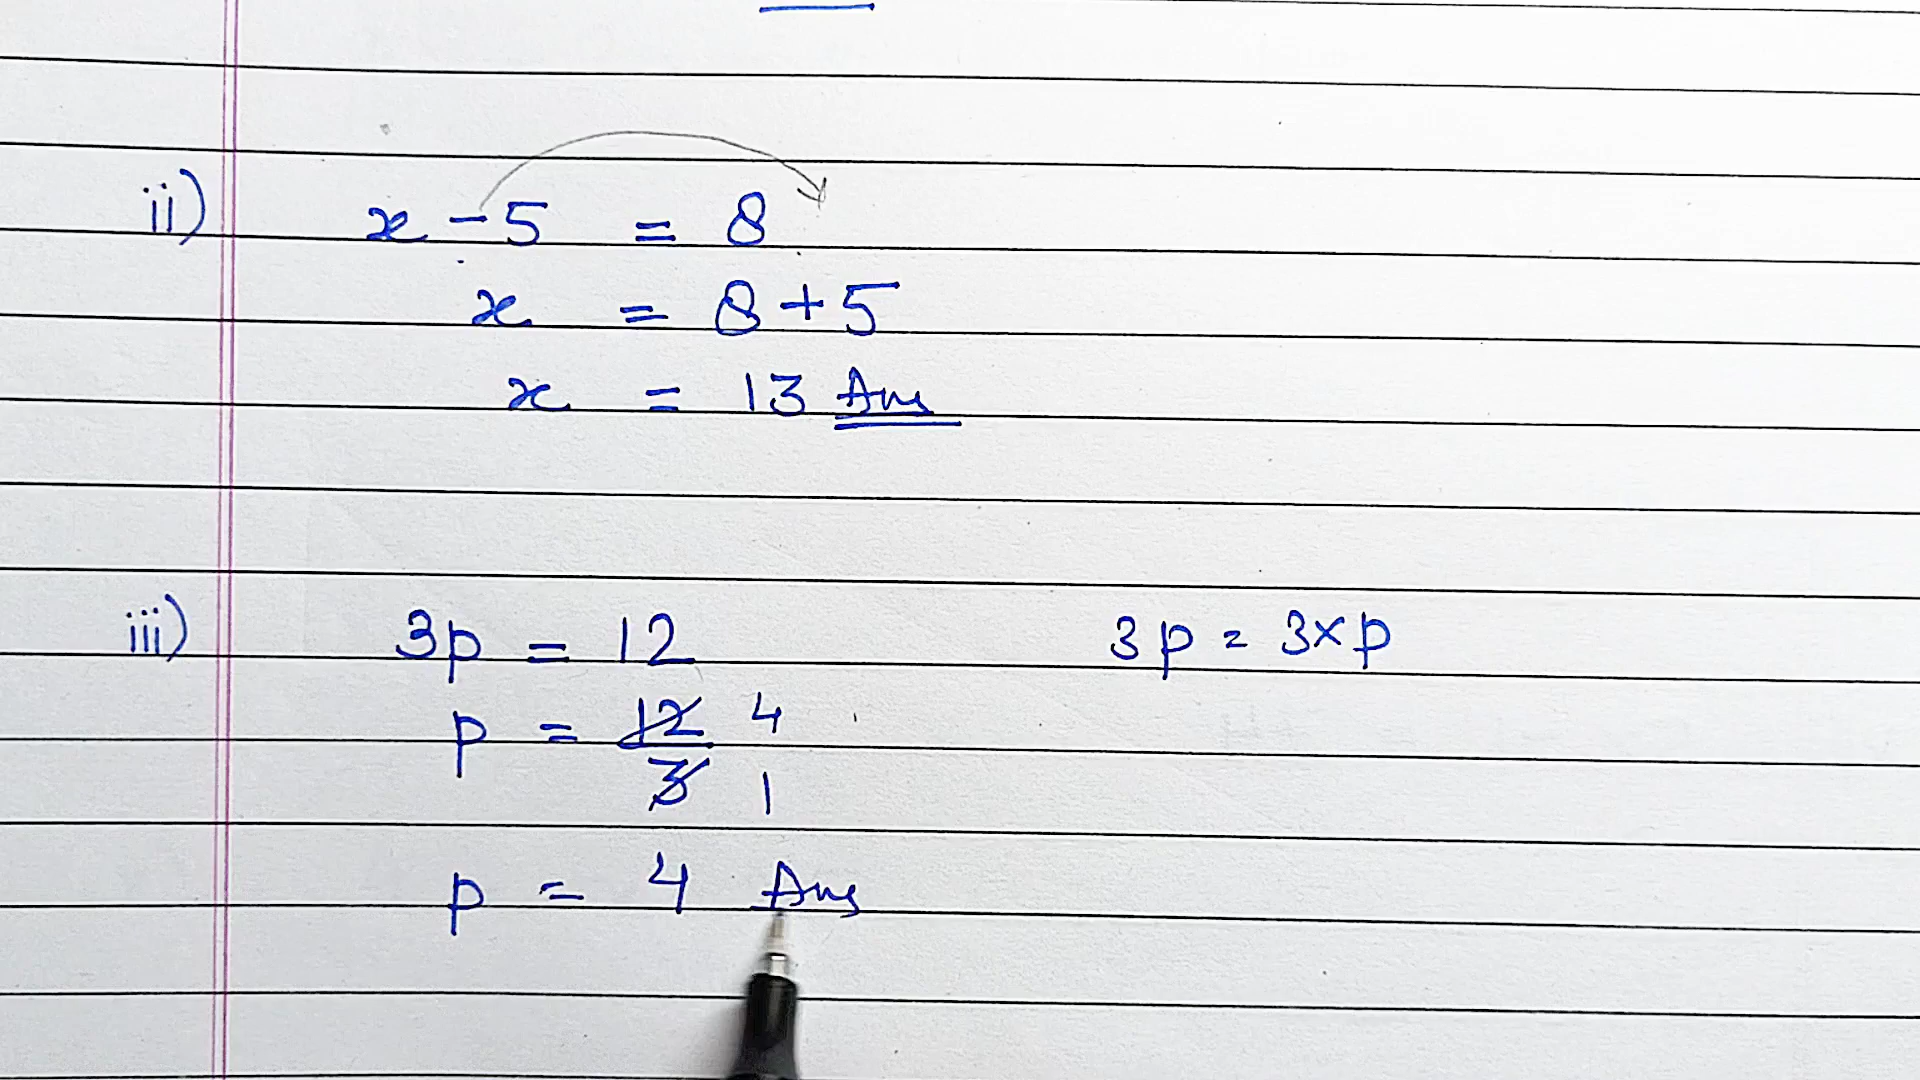 ii) x - 5 = 8
x = 8 + 5
x = 13 Ans
iii) 3p = 12 3p = 3×p
p = 12/3 4/1
p = 4 Ans